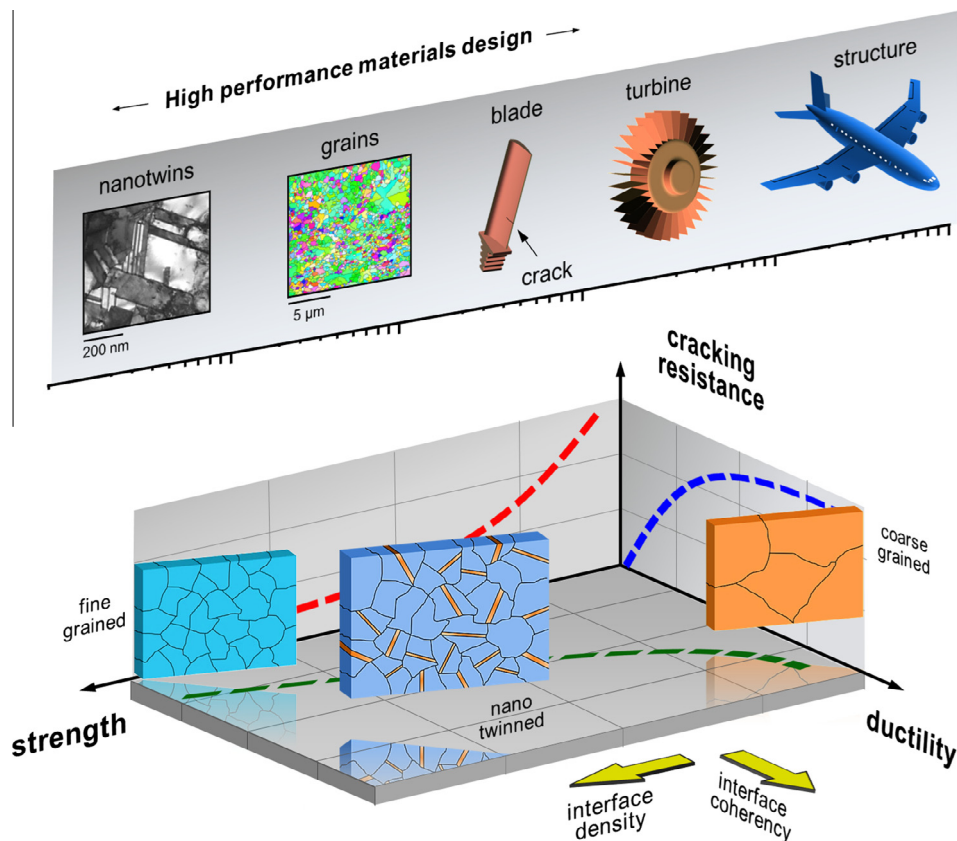 High performance materials design
nanotwins
grains
blade
turbine
structure
crack
200 nm
5 µm
cracking
resistance
fine
grained
coarse
grained
nano
twinned
strength
ductility
interface
density
interface
coherency